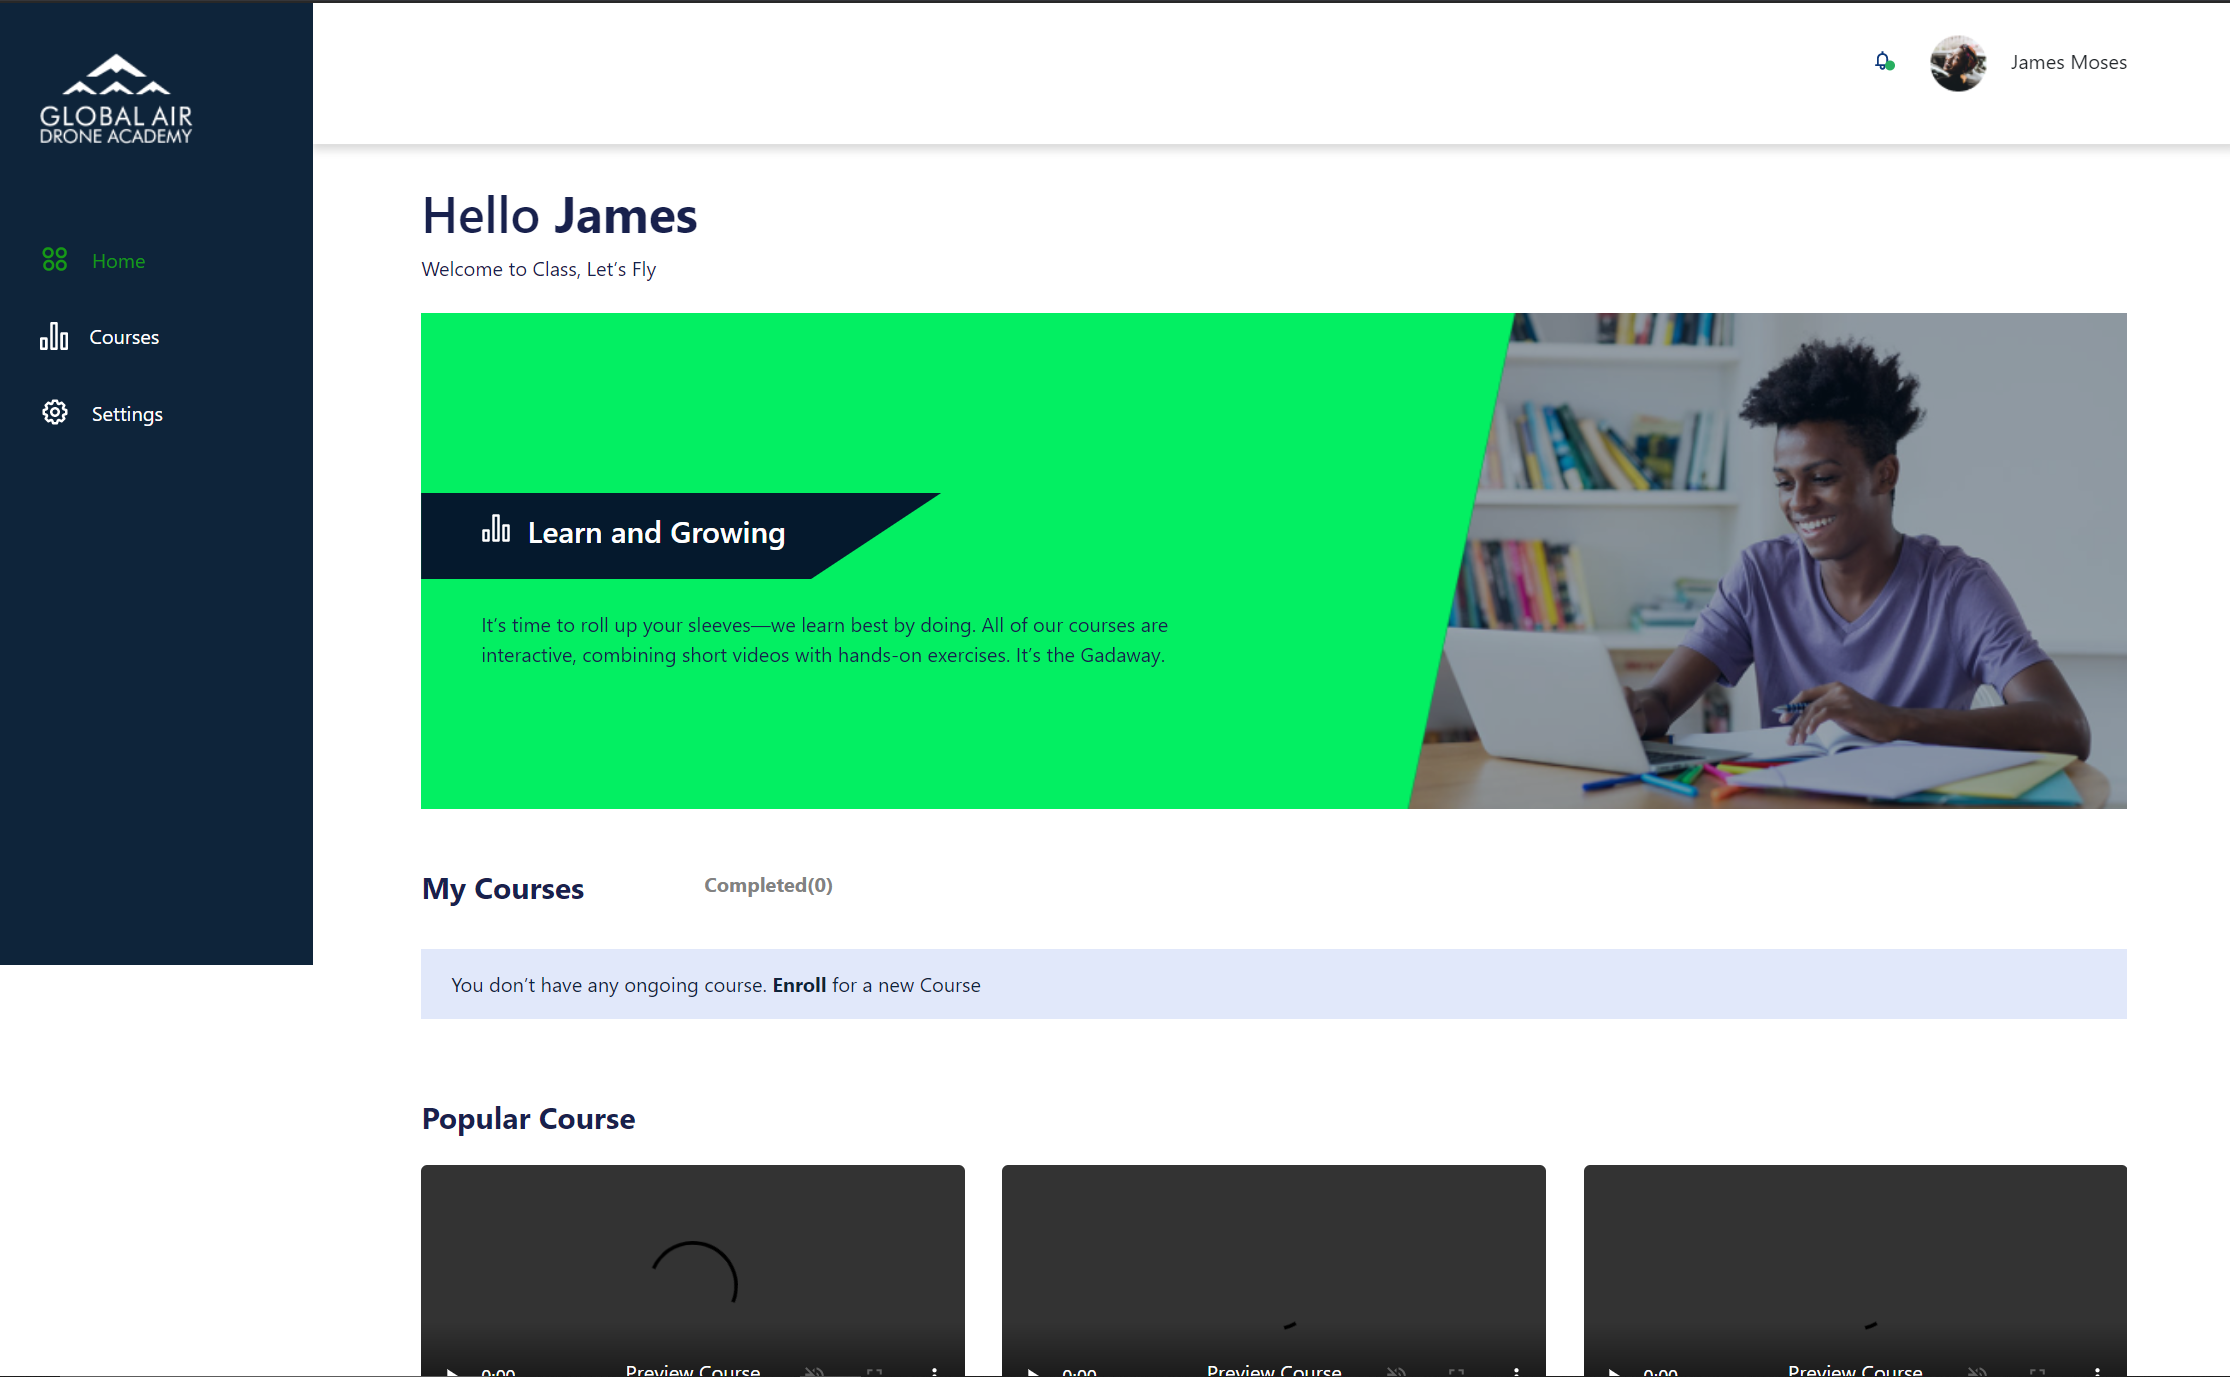 GLOBAL AIR
DRONE ACADEMY
James Moses
Home
Courses
Settings
Hello James
Welcome to Class, Let’s Fly
Learn and Growing
It’s time to roll up your sleeves—we learn best by doing. All of our courses are
interactive, combining short videos with hands-on exercises. It’s the Gadaway.
My Courses
Completed(0)
You don’t have any ongoing course. Enroll for a new Course
Popular Course
0:00 Preview Course
0:00 Preview Course
0:00 Preview Course